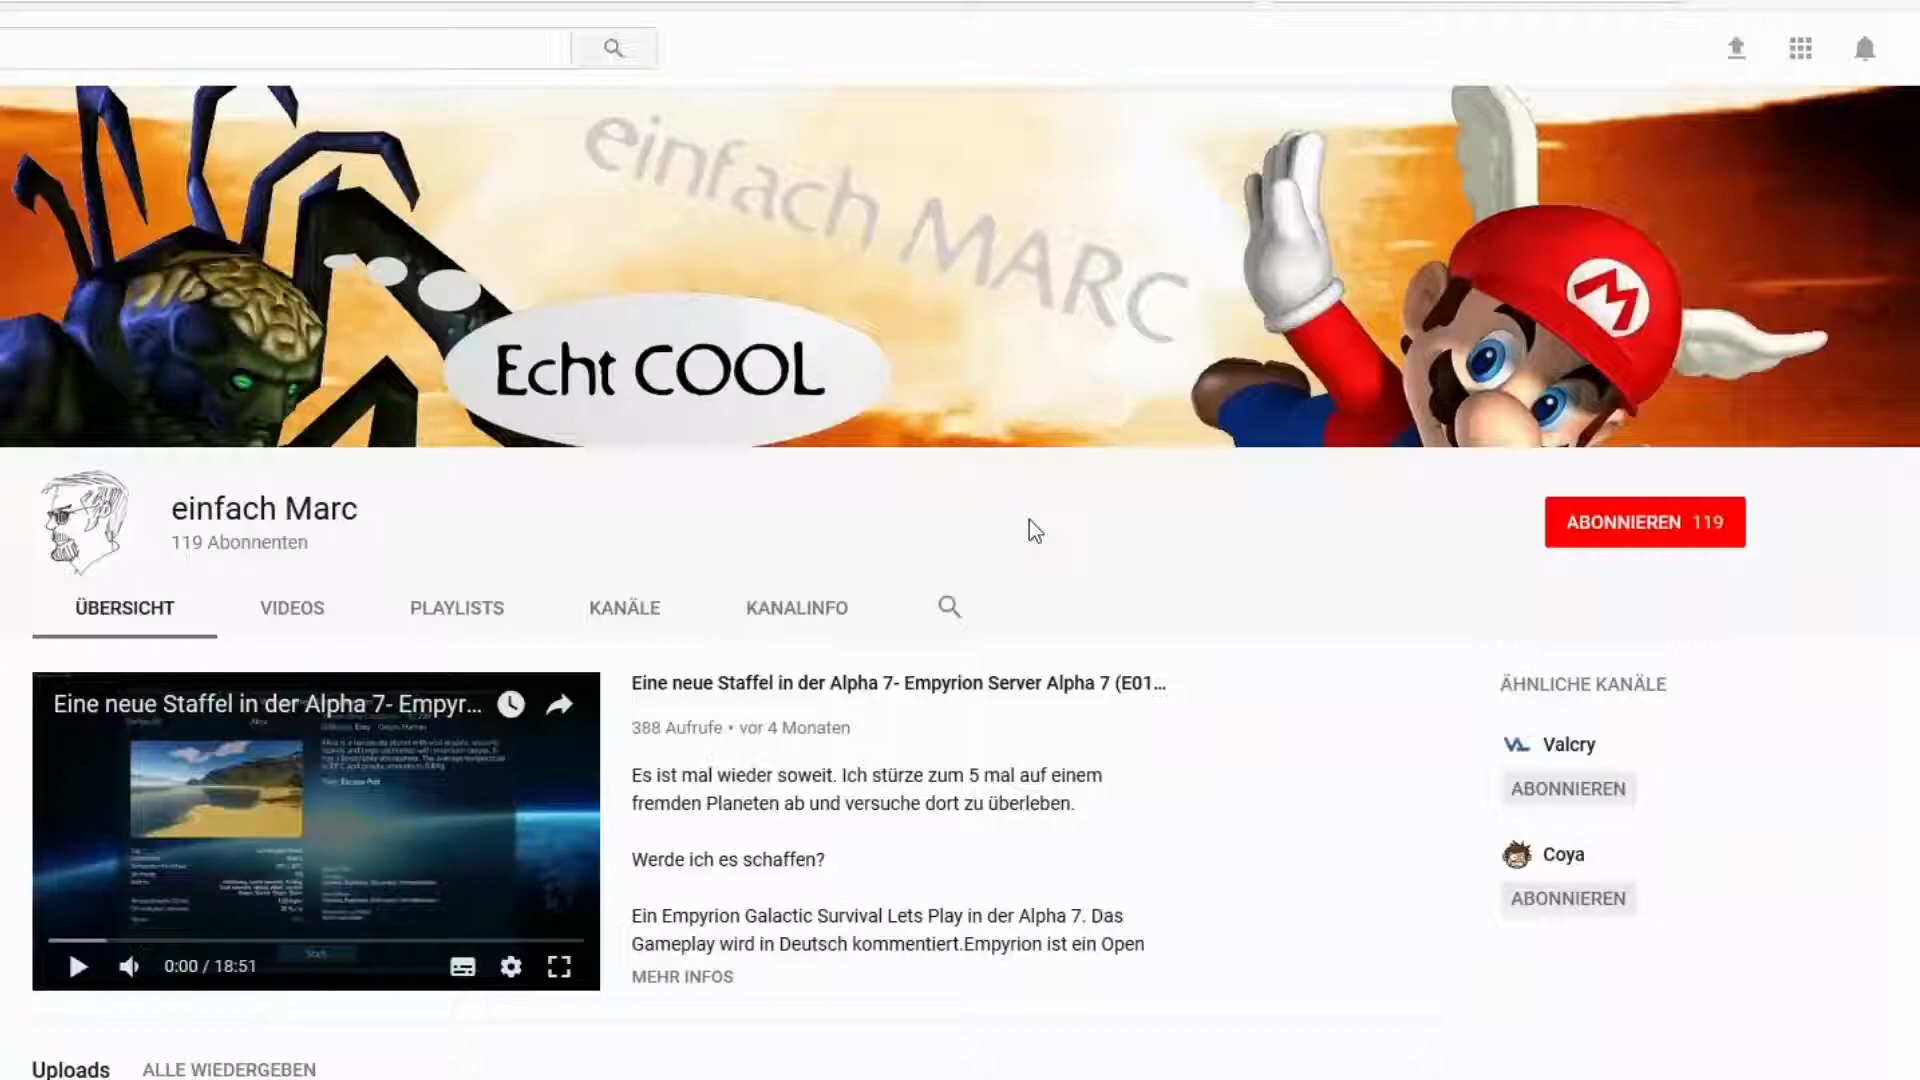 einfach MARC
Echt COOL
M
einfach Marc
119 Abonnenten
ABONNIEREN 119
ÜBERSICHT
VIDEOS
PLAYLISTS
KANÄLE
KANALINFO
Eine neue Staffel in der Alpha 7- Empyr...
Start
0:00 / 18:51
Eine neue Staffel in der Alpha 7- Empyrion Server Alpha 7 (E01...
388 Aufrufe • vor 4 Monaten
Es ist mal wieder soweit. Ich stürze zum 5 mal auf einem
fremden Planeten ab und versuche dort zu überleben.
Werde ich es schaffen?
Ein Empyrion Galactic Survival Lets Play in der Alpha 7. Das
Gameplay wird in Deutsch kommentiert.Empyrion ist ein Open
MEHR INFOS
ÄHNLICHE KANÄLE
Valcry
ABONNIEREN
Coya
ABONNIEREN
Uploads
ALLE WIEDERGEBEN